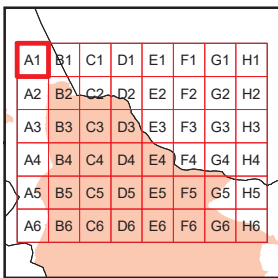 A1 B1 C1 D1 E1 F1 G1 H1
A2 B2 C2 D2 E2 F2 G2 H2
A3 B3 C3 D3 E3 F3 G3 H3
A4 B4 C4 D4 E4 F4 G4 H4
A5 B5 C5 D5 E5 F5 G5 H5
A6 B6 C6 D6 E6 F6 G6 H6